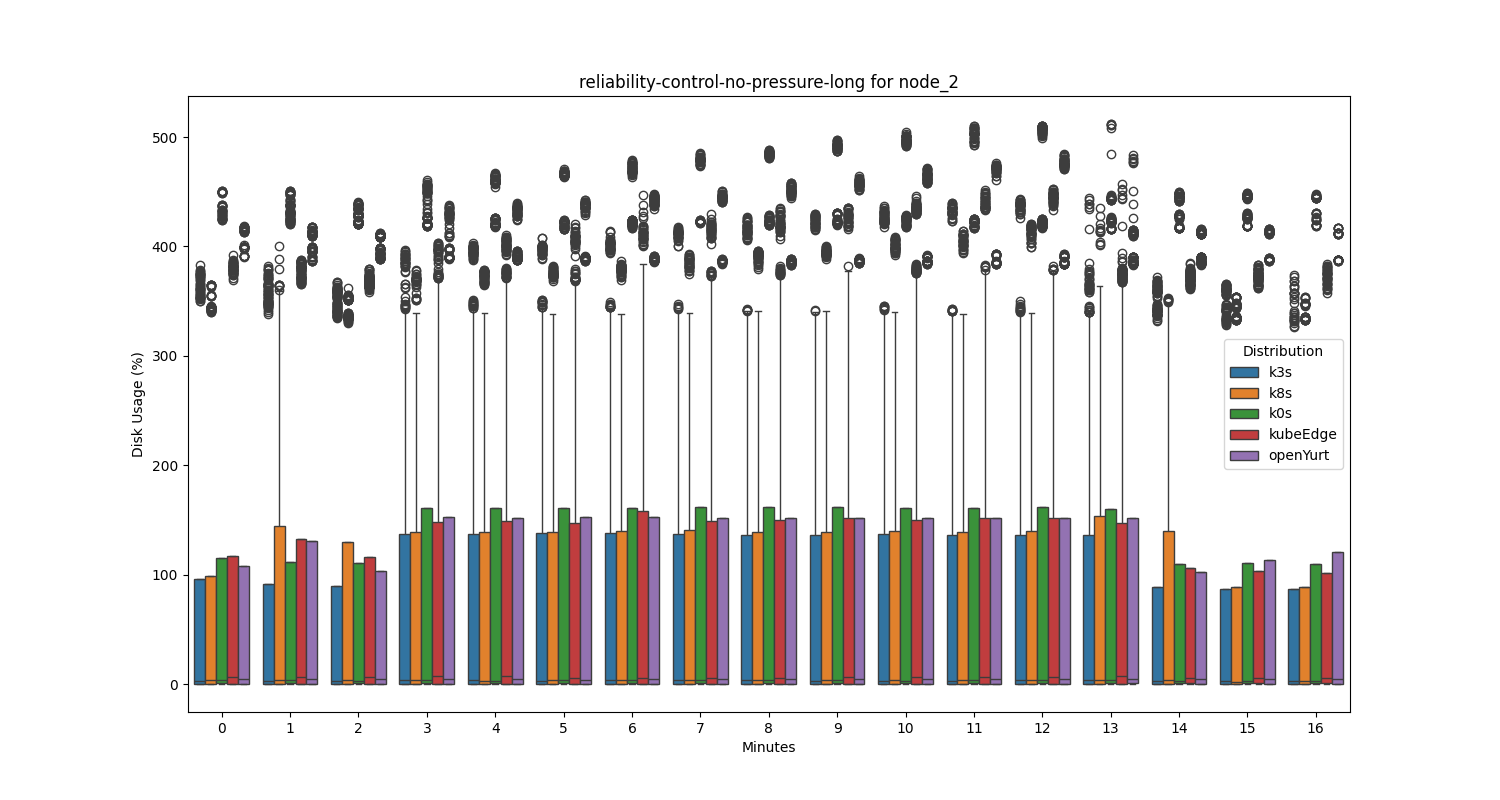 reliability-control-no-pressure-long for node_2
Disk Usage (%)
500
400
300
200
100
0
Distribution
k3s
k8s
k0s
kubeEdge
openYurt
0 1 2 3 4 5 6 7 8 9 10 11 12 13 14 15 16
Minutes